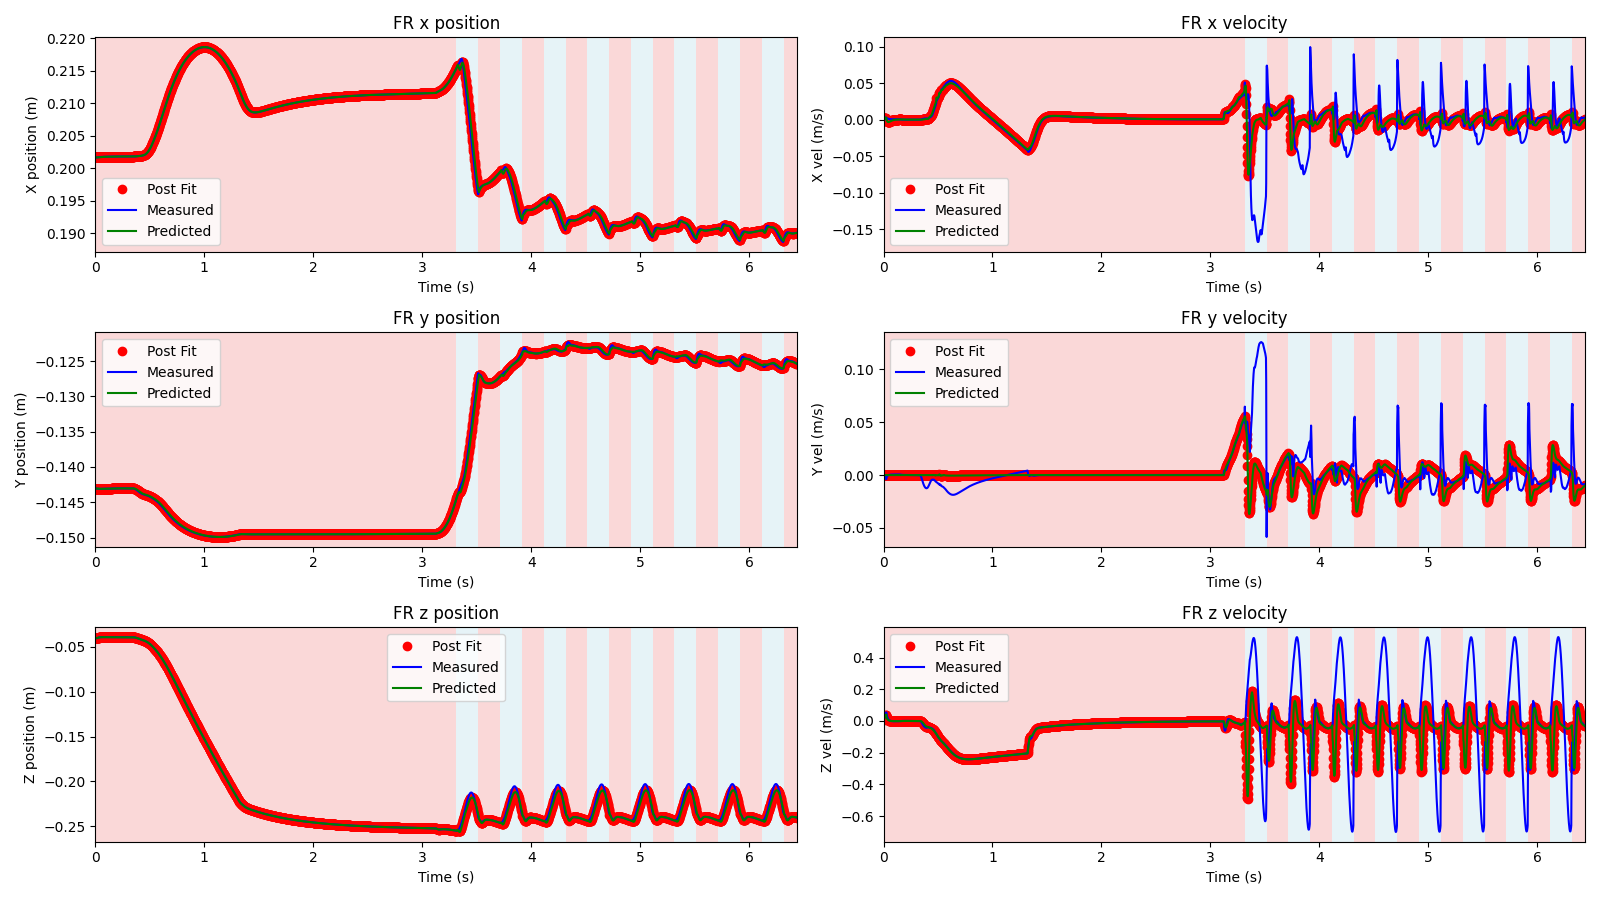 FR x position
X position (m)
0.220
0.215
0.210
0.205
0.200
0.195
0.190
Post Fit
Measured
Predicted
0 1 2 3 4 5 6
Time (s)
FR x velocity
X vel (m/s)
0.10
0.05
0.00
−0.05
−0.10
−0.15
Post Fit
Measured
Predicted
0 1 2 3 4 5 6
Time (s)
FR y position
Y position (m)
−0.125
−0.130
−0.135
−0.140
−0.145
−0.150
Post Fit
Measured
Predicted
0 1 2 3 4 5 6
Time (s)
FR y velocity
Y vel (m/s)
0.10
0.05
0.00
−0.05
Post Fit
Measured
Predicted
0 1 2 3 4 5 6
Time (s)
FR z position
Z position (m)
−0.05
−0.10
−0.15
−0.20
−0.25
Post Fit
Measured
Predicted
0 1 2 3 4 5 6
Time (s)
FR z velocity
Z vel (m/s)
0.4
0.2
0.0
−0.2
−0.4
−0.6
Post Fit
Measured
Predicted
0 1 2 3 4 5 6
Time (s)